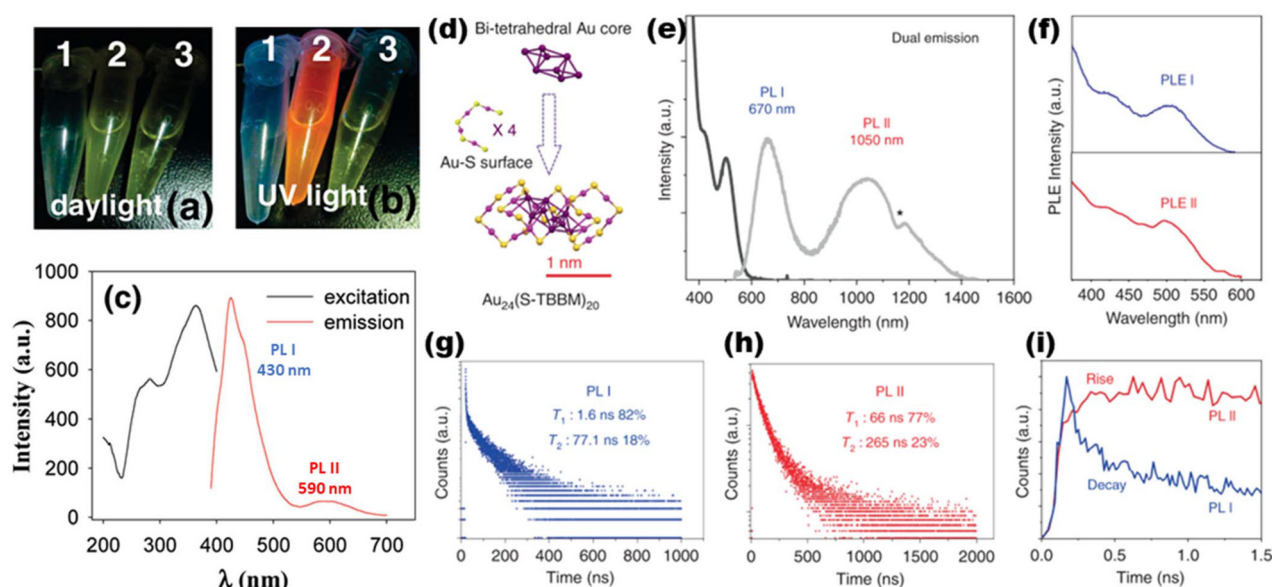 1 2 3
daylight (a)
1 2 3
UV light (b)
(c)
excitation
emission
PL I
430 nm
PL II
590 nm
Intensity (a.u.)
1000
800
600
400
200
0
200 300 400 500 600 700
λ (nm)
(d)
Bi-tetrahedral Au core
X 4
Au-S surface
1 nm
Au24(S-TBBM)20
(e)
Dual emission
PL I
670 nm
PL II
1050 nm
*
Intensity (a.u.)
400 600 800 1000 1200 1400 1600
Wavelength (nm)
(f)
PLE I
PLE II
PLE Intensity (a.u.)
400 450 500 550 600
Wavelength (nm)
(g)
PL I
T1 : 1.6 ns 82%
T2 : 77.1 ns 18%
Counts (a.u.)
0 200 400 600 800 1000
Time (ns)
(h)
PL II
T1 : 66 ns 77%
T2 : 265 ns 23%
Counts (a.u.)
0 500 1000 1500 2000
Time (ns)
(i)
Rise
PL II
Decay
PL I
Counts (a.u.)
0.0 0.5 1.0 1.5
Time (ns)